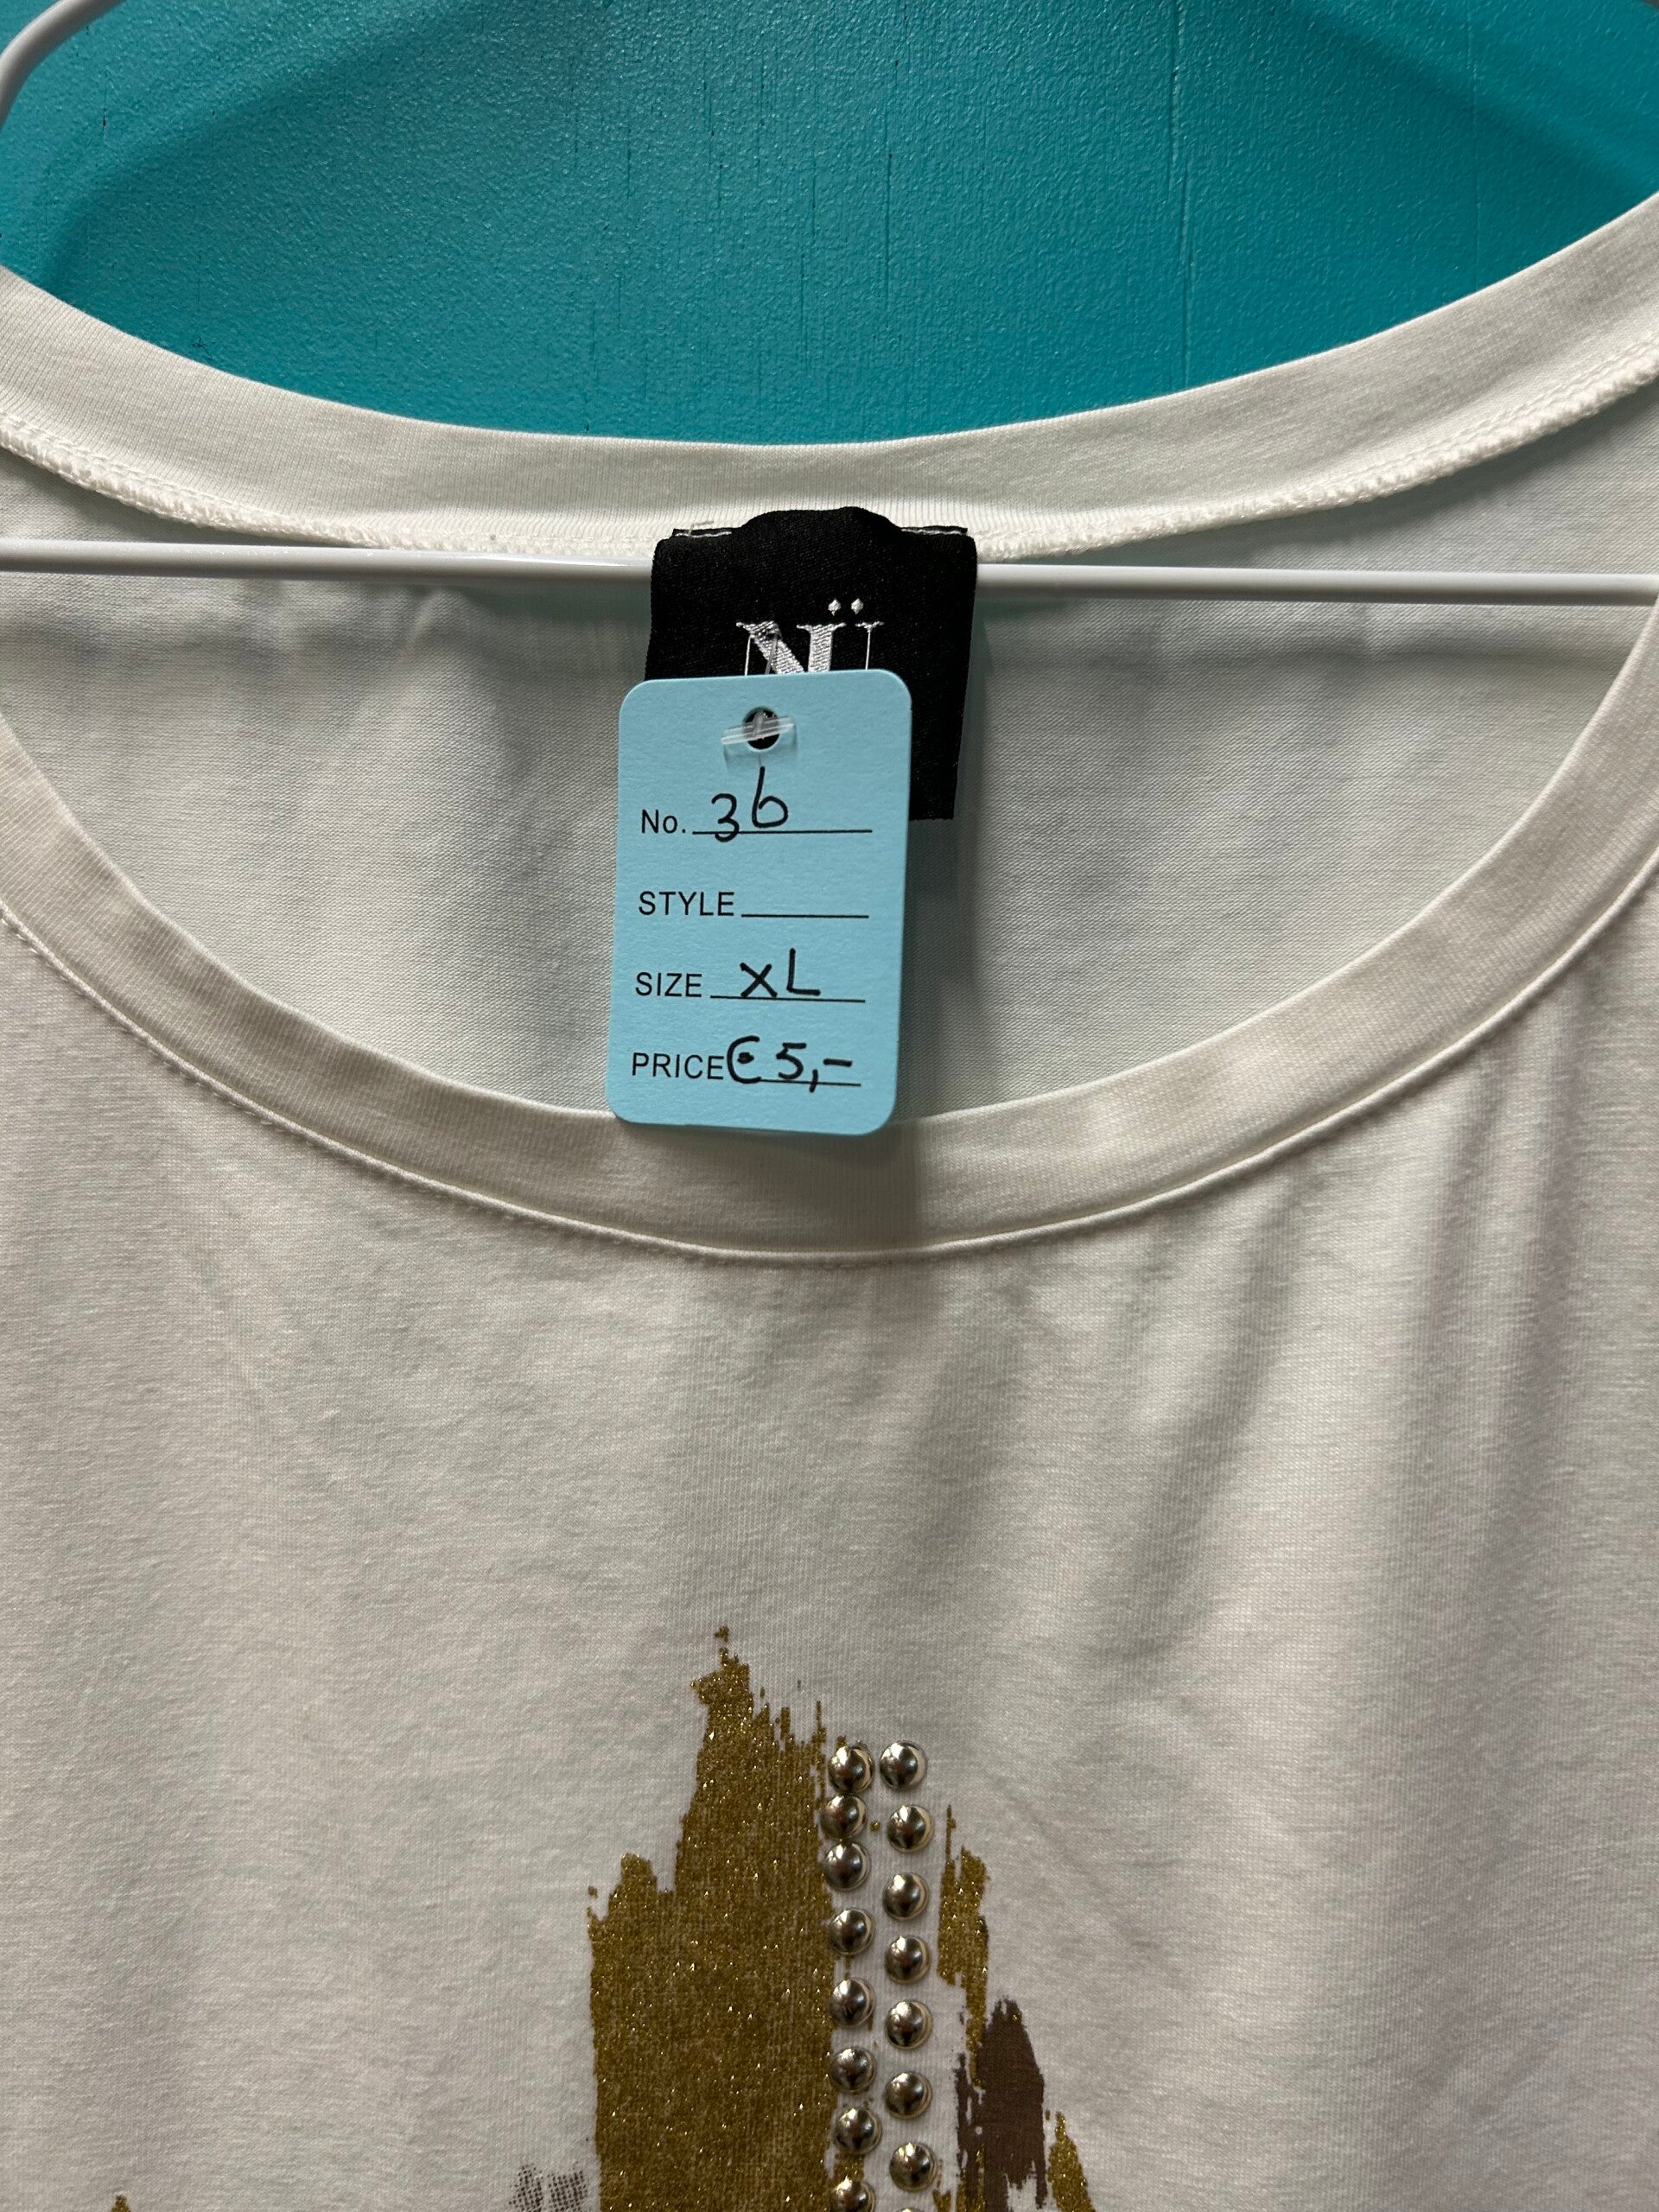 NÜ
No. 36
STYLE
SIZE XL
PRICE € 5,-